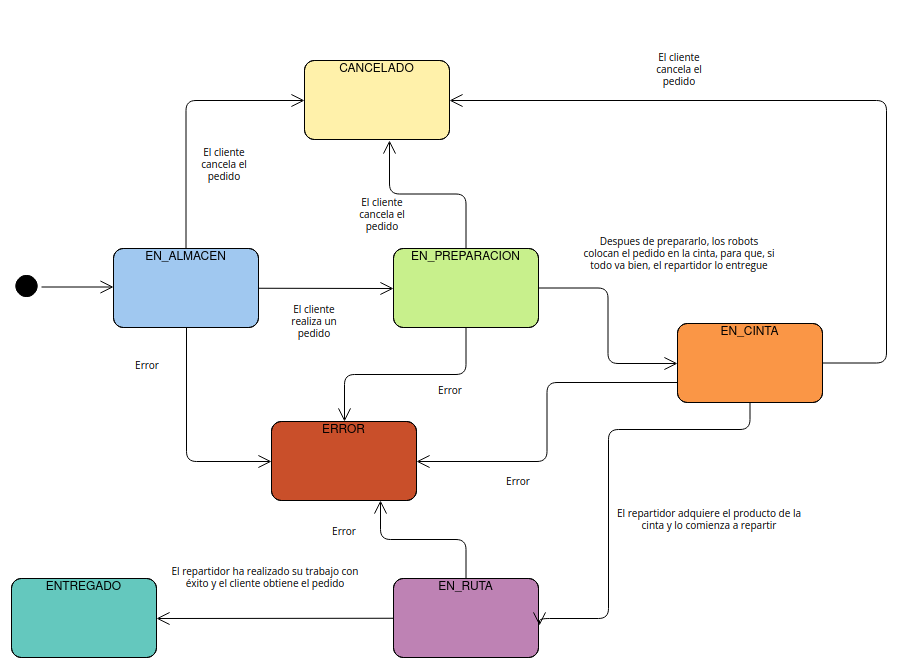 El cliente
cancela el
pedido
CANCELADO
El cliente
cancela el
pedido
El cliente
cancela el
pedido
Despues de prepararlo, los robots
colocan el pedido en la cinta, para que, si
todo va bien, el repartidor lo entregue
EN_ALMACEN
EN_PREPARACION
El cliente
realiza un
pedido
EN_CINTA
Error
Error
ERROR
Error
El repartidor adquiere el producto de la
cinta y lo comienza a repartir
Error
El repartidor ha realizado su trabajo con
éxito y el cliente obtiene el pedido
ENTREGADO
EN_RUTA